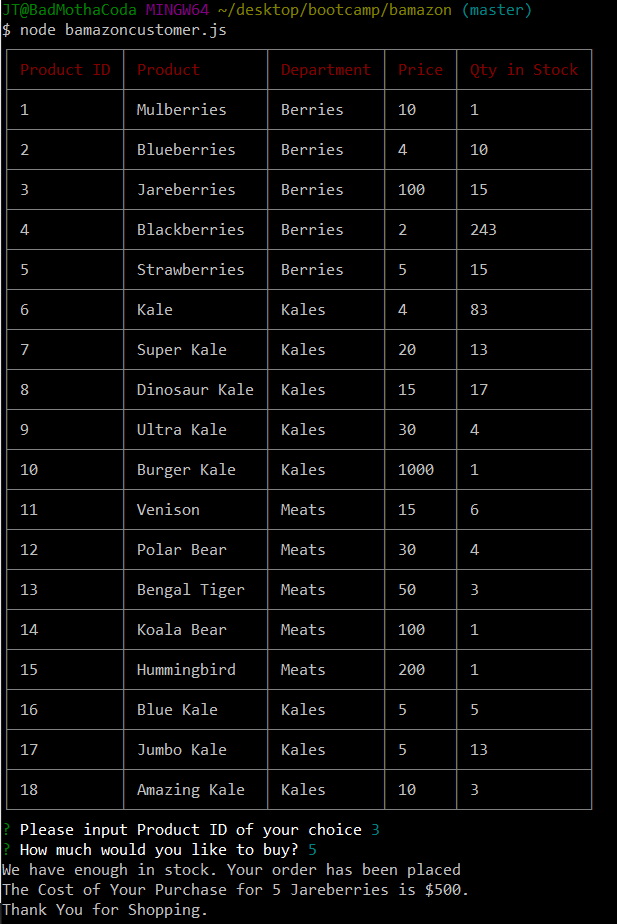 JT@BadMothaCoda MINGW64 ~/desktop/bootcamp/bamazon (master)
$ node bamazoncustomer.js
Product ID Product Department Price Qty in Stock
1 Mulberries Berries 10 1
2 Blueberries Berries 4 10
3 Jareberries Berries 100 15
4 Blackberries Berries 2 243
5 Strawberries Berries 5 15
6 Kale Kales 4 83
7 Super Kale Kales 20 13
8 Dinosaur Kale Kales 15 17
9 Ultra Kale Kales 30 4
10 Burger Kale Kales 1000 1
11 Venison Meats 15 6
12 Polar Bear Meats 30 4
13 Bengal Tiger Meats 50 3
14 Koala Bear Meats 100 1
15 Hummingbird Meats 200 1
16 Blue Kale Kales 5 5
17 Jumbo Kale Kales 5 13
18 Amazing Kale Kales 10 3
? Please input Product ID of your choice 3
? How much would you like to buy? 5
We have enough in stock. Your order has been placed
The Cost of Your Purchase for 5 Jareberries is $500.
Thank You for Shopping.